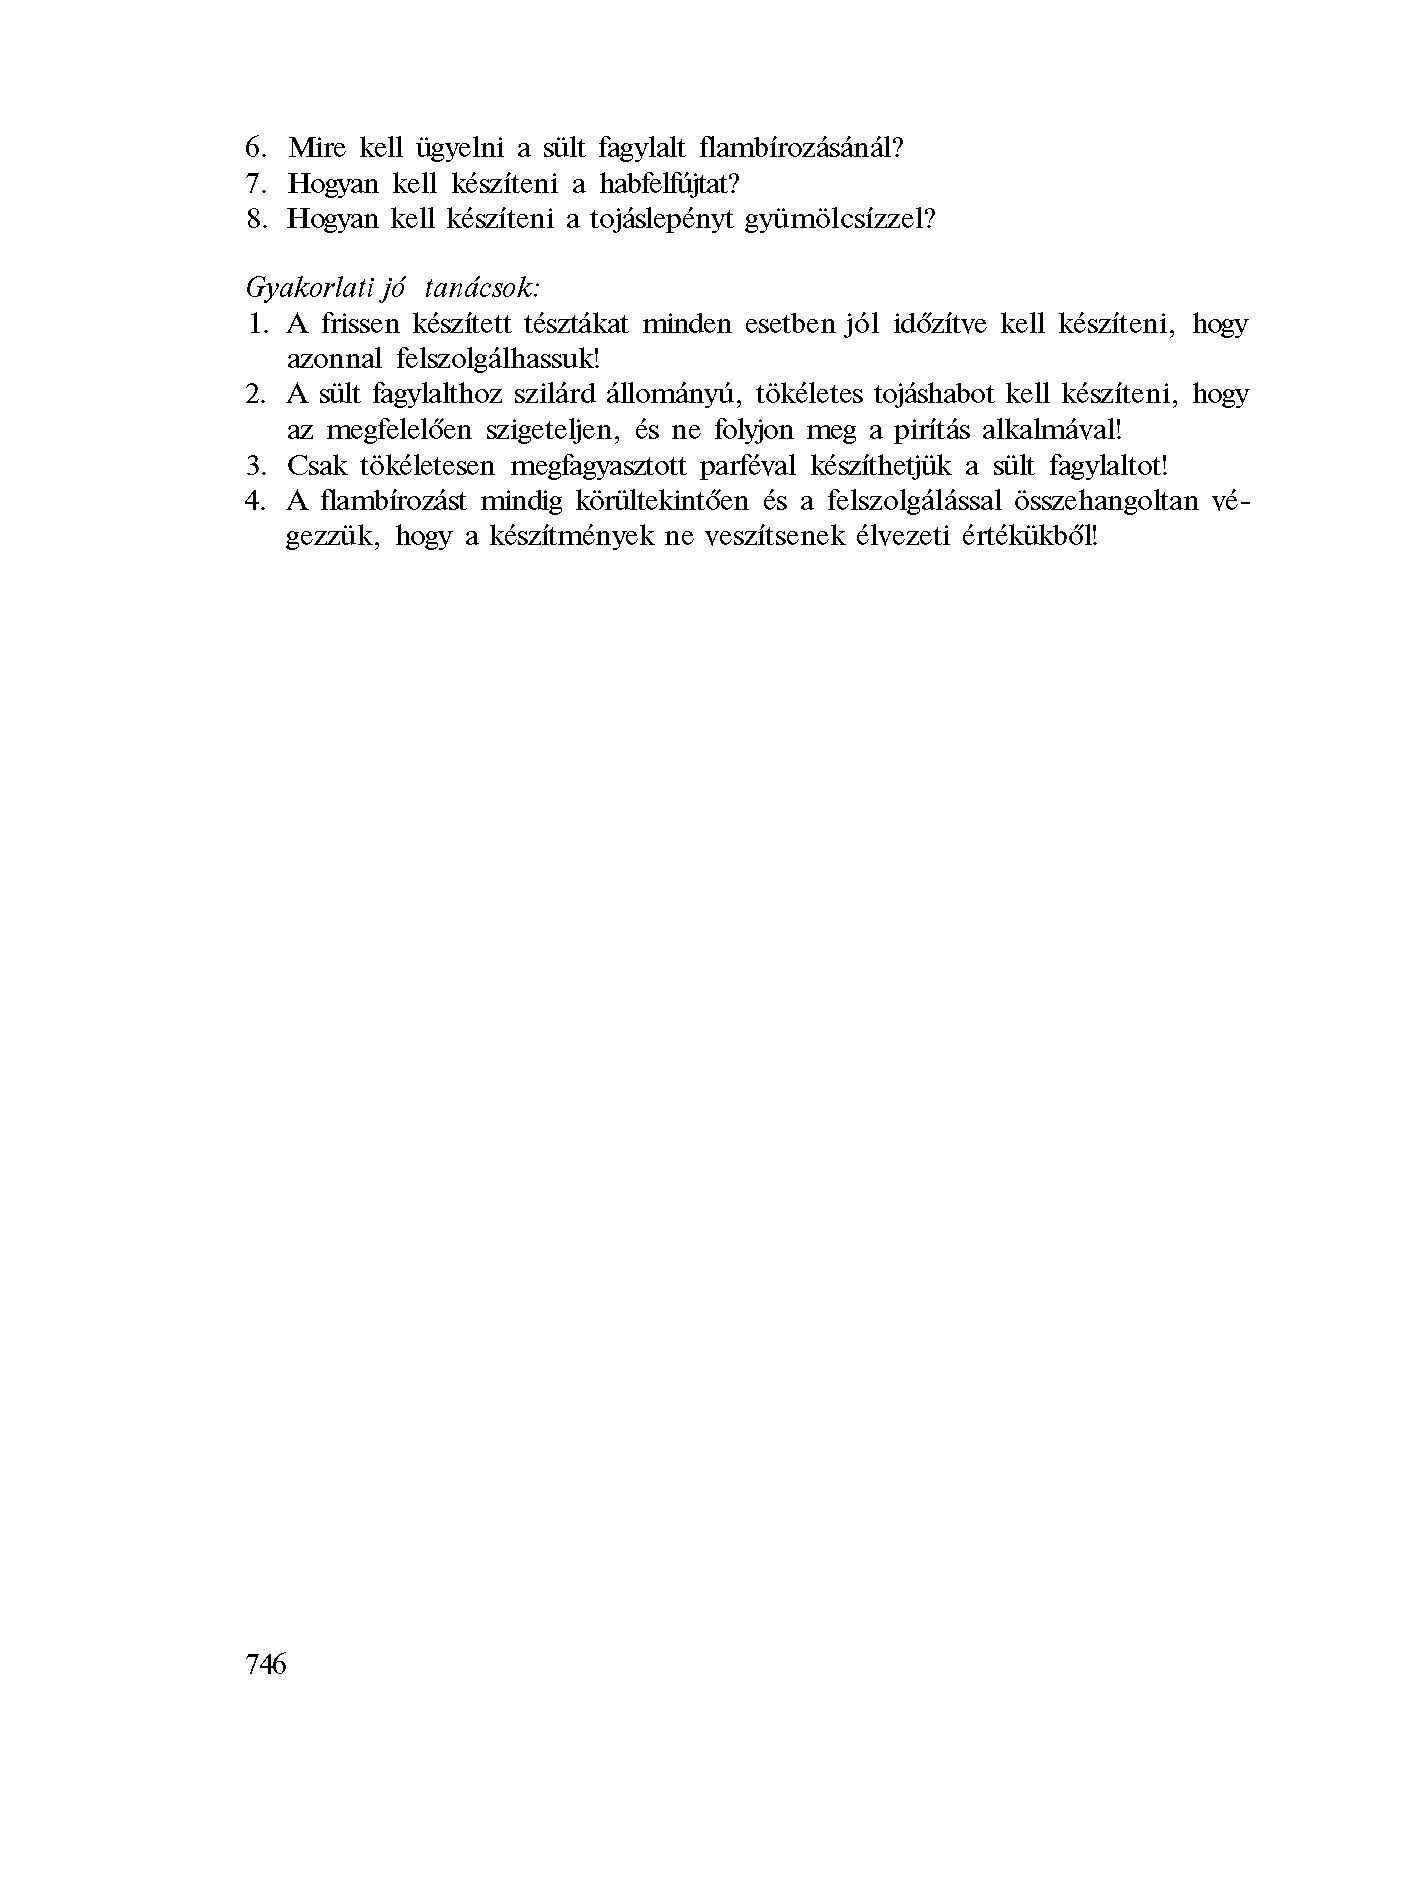 6. Mire kell ügyelni a sült fagylalt flambírozásánál?
7. Hogyan kell készíteni a habfelfújtat?
8. Hogyan kell készíteni a tojáslepényt gyümölcsízzel?
Gyakorlati jó tanácsok:
1. A frissen készített tésztákat minden esetben jól időzítve kell készíteni, hogy
azonnal felszolgálhassuk!
2. A sült fagylalthoz szilárd állományú, tökéletes tojáshabot kell készíteni, hogy
az megfelelően szigeteljen, és ne folyjon meg a pirítás alkalmával!
3. Csak tökéletesen megfagyasztott parféval készíthetjük a sült fagylaltot!
4. A flambírozást mindig körültekintően és a felszolgálással összehangoltan vé-
gezzük, hogy a készítmények ne veszítsenek élvezeti értékükből!
746